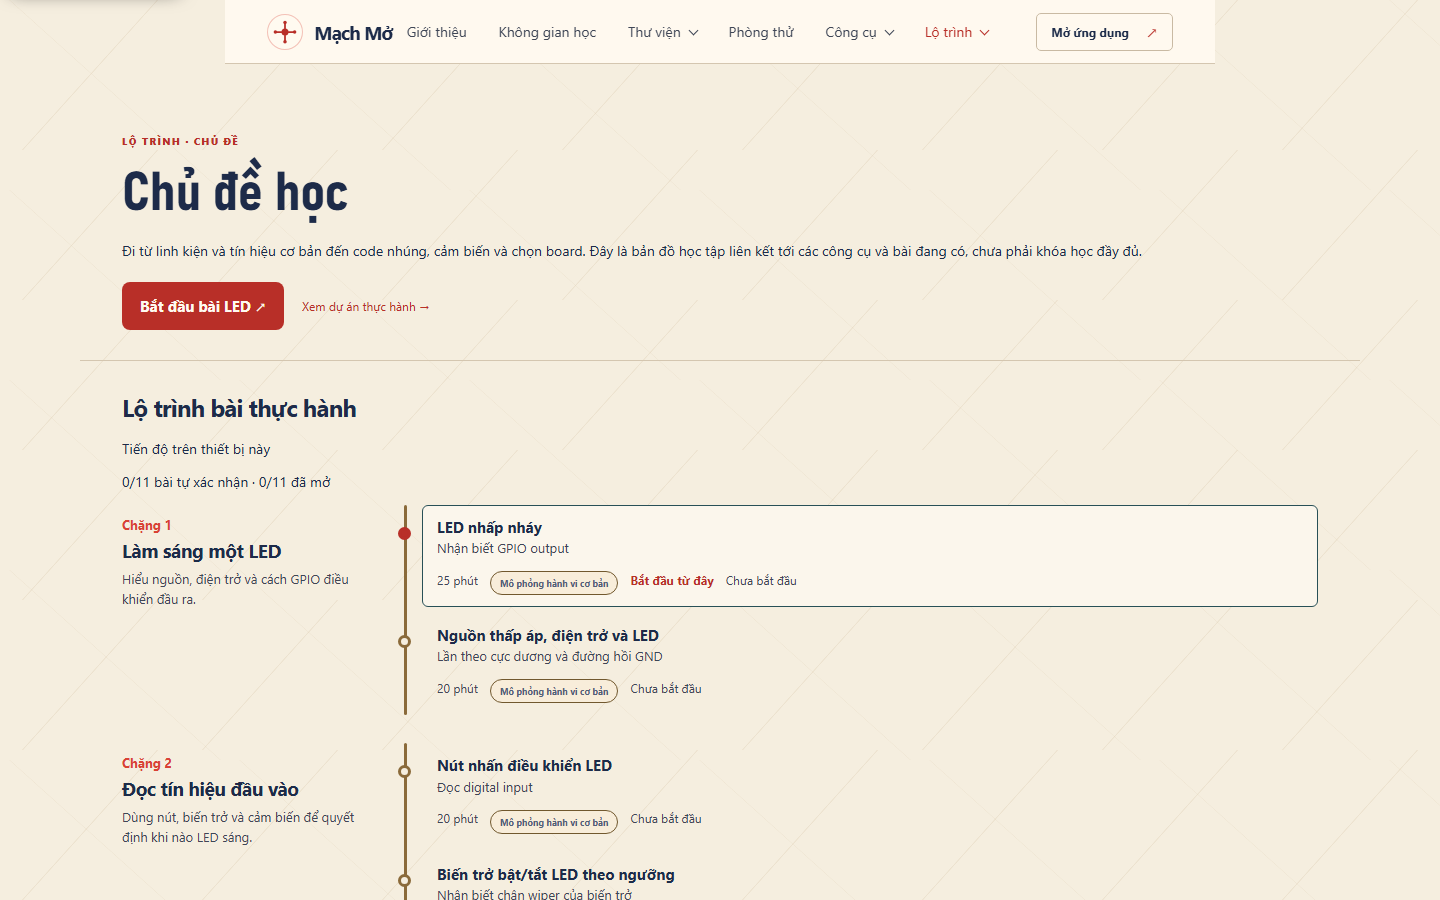 Mạch Mở
Giới thiệu
Không gian học
Thư viện
Phòng thử
Công cụ
Lộ trình
Mở ứng dụng ↗
LỘ TRÌNH · CHỦ ĐỀ
Chủ đề học
Đi từ linh kiện và tín hiệu cơ bản đến code nhúng, cảm biến và chọn board. Đây là bản đồ học tập liên kết tới các công cụ và bài đang có, chưa phải khóa học đầy đủ.
Bắt đầu bài LED ↗
Xem dự án thực hành →
Lộ trình bài thực hành
Tiến độ trên thiết bị này
0/11 bài tự xác nhận · 0/11 đã mở
Chặng 1
Làm sáng một LED
Hiểu nguồn, điện trở và cách GPIO điều
khiển đầu ra.
LED nhấp nháy
Nhận biết GPIO output
25 phút Mô phỏng hành vi cơ bản Bắt đầu từ đây Chưa bắt đầu
Nguồn thấp áp, điện trở và LED
Lần theo cực dương và đường hồi GND
20 phút Mô phỏng hành vi cơ bản Chưa bắt đầu
Chặng 2
Đọc tín hiệu đầu vào
Dùng nút, biến trở và cảm biến để quyết
định khi nào LED sáng.
Nút nhấn điều khiển LED
Đọc digital input
20 phút Mô phỏng hành vi cơ bản Chưa bắt đầu
Biến trở bật/tắt LED theo ngưỡng
Nhận biết chân wiper của biến trở